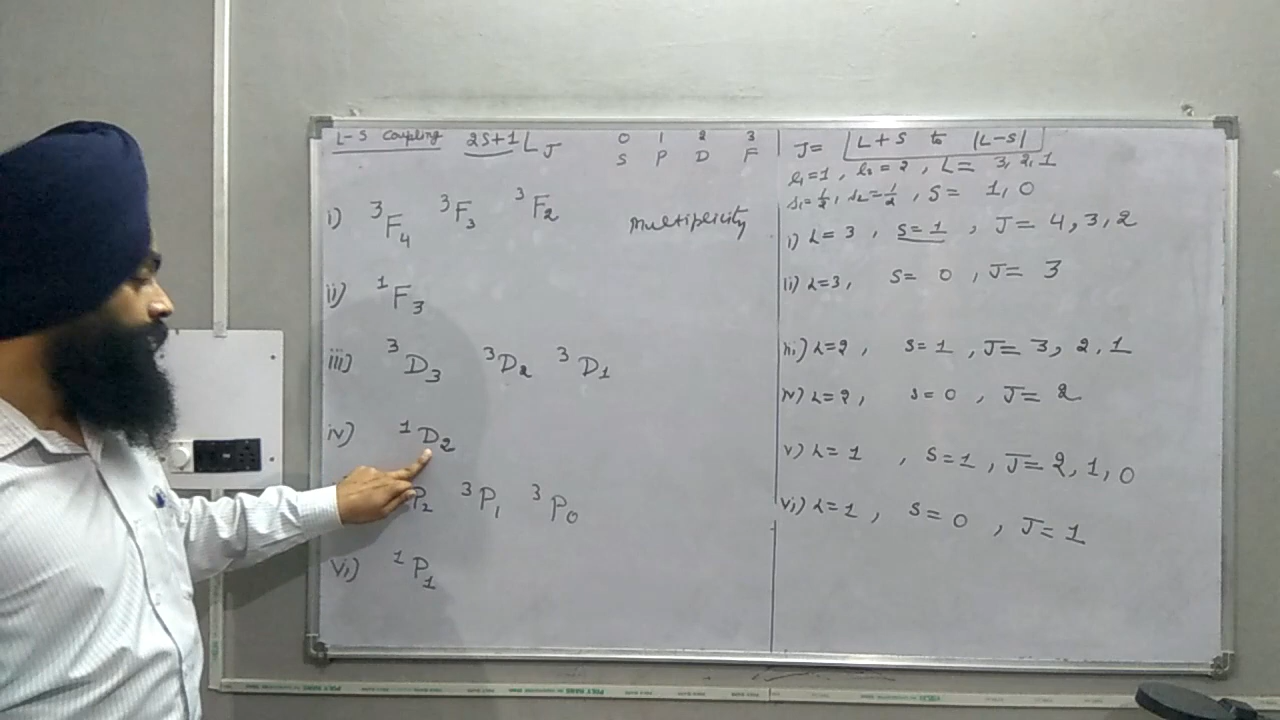 L-S Coupling 2S+1 L J
0 1 2 3
S P D F
i) ³F₄ ³F₃ ³F₂ multiplicity
ii) ¹F₃
iii) ³D₃ ³D₂ ³D₁
iv) ¹D₂
P₂ ³P₁ ³P₀
vi) ¹P₁
J= |L+S to |L-S|
l₁=1, l₂=2, L= 3,2,1
s₁=½, s₂=½, S= 1,0
i) L=3, S=1, J=4,3,2
ii) L=3, S=0, J=3
iii) L=2, S=1, J=3,2,1
iv) L=2, S=0, J=2
v) L=1, S=1, J=2,1,0
vi) L=1, S=0, J=1